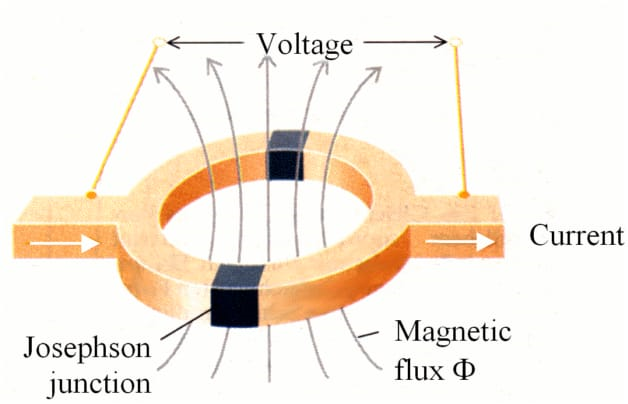 Voltage
Current
Josephson
junction
Magnetic
flux Φ